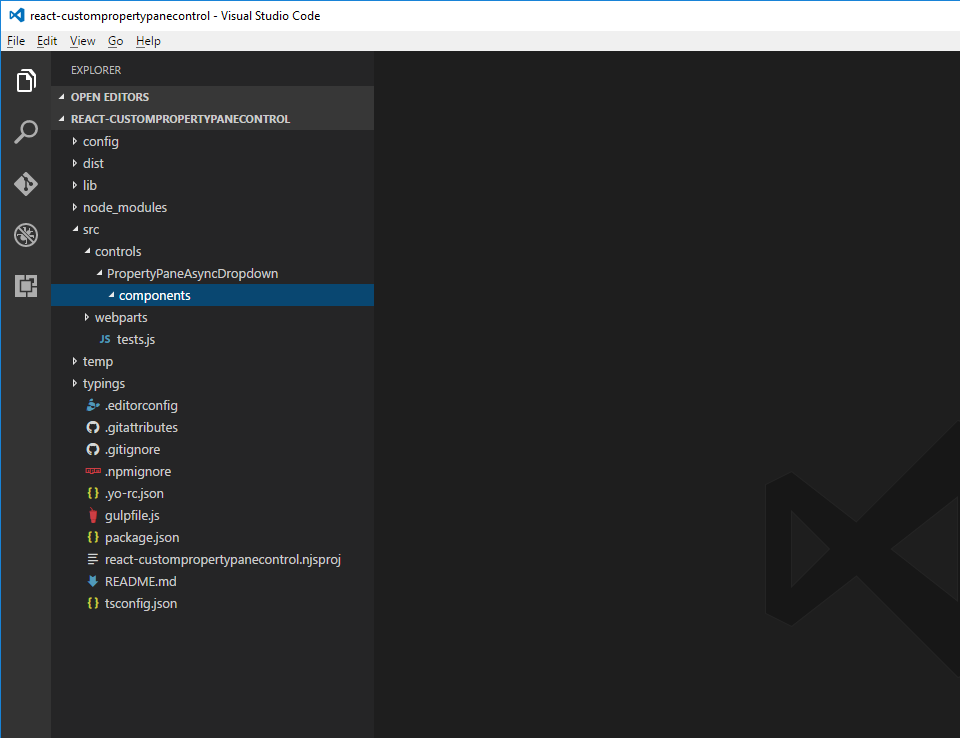 react-custompropertypanecontrol - Visual Studio Code
File Edit View Go Help
EXPLORER
OPEN EDITORS
REACT-CUSTOMPROPERTYPANECONTROL
config
dist
lib
node_modules
src
controls
PropertyPaneAsyncDropdown
components
webparts
JS tests.js
temp
typings
.editorconfig
.gitattributes
.gitignore
npm .npmignore
{} .yo-rc.json
gulpfile.js
{} package.json
react-custompropertypanecontrol.njsproj
README.md
{} tsconfig.json